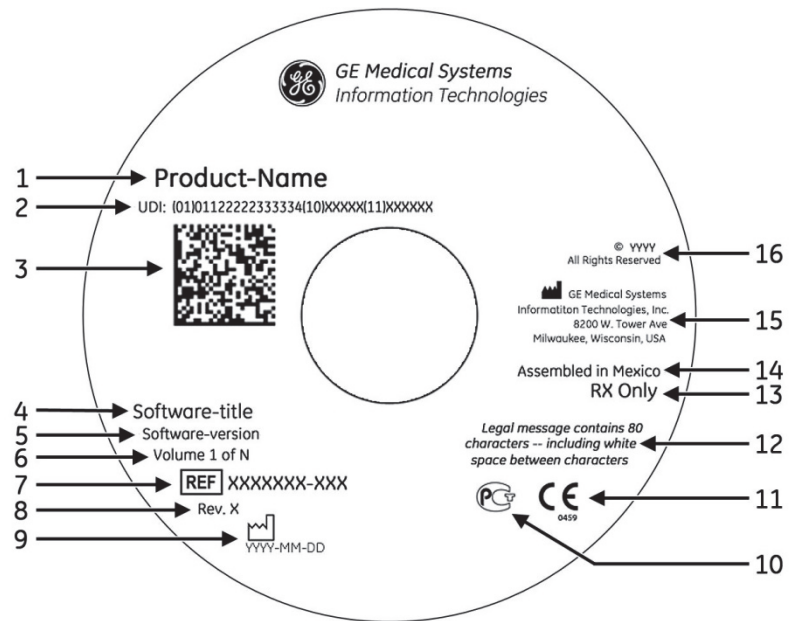 GE Medical Systems
Information Technologies
1 Product-Name
2 UDI: (01)01122222333334(10)XXXXX(11)XXXXXX
3
4 Software-title
5 Software-version
6 Volume 1 of N
7 REF XXXXXXX-XXX
8 Rev. X
9 YYYY-MM-DD
© YYYY
All Rights Reserved 16
GE Medical Systems
Informatiton Technologies, Inc.
8200 W. Tower Ave 15
Milwaukee, Wisconsin, USA
Assembled in Mexico 14
RX Only 13
Legal message contains 80
characters -- including white 12
space between characters
CE 11
0459
10